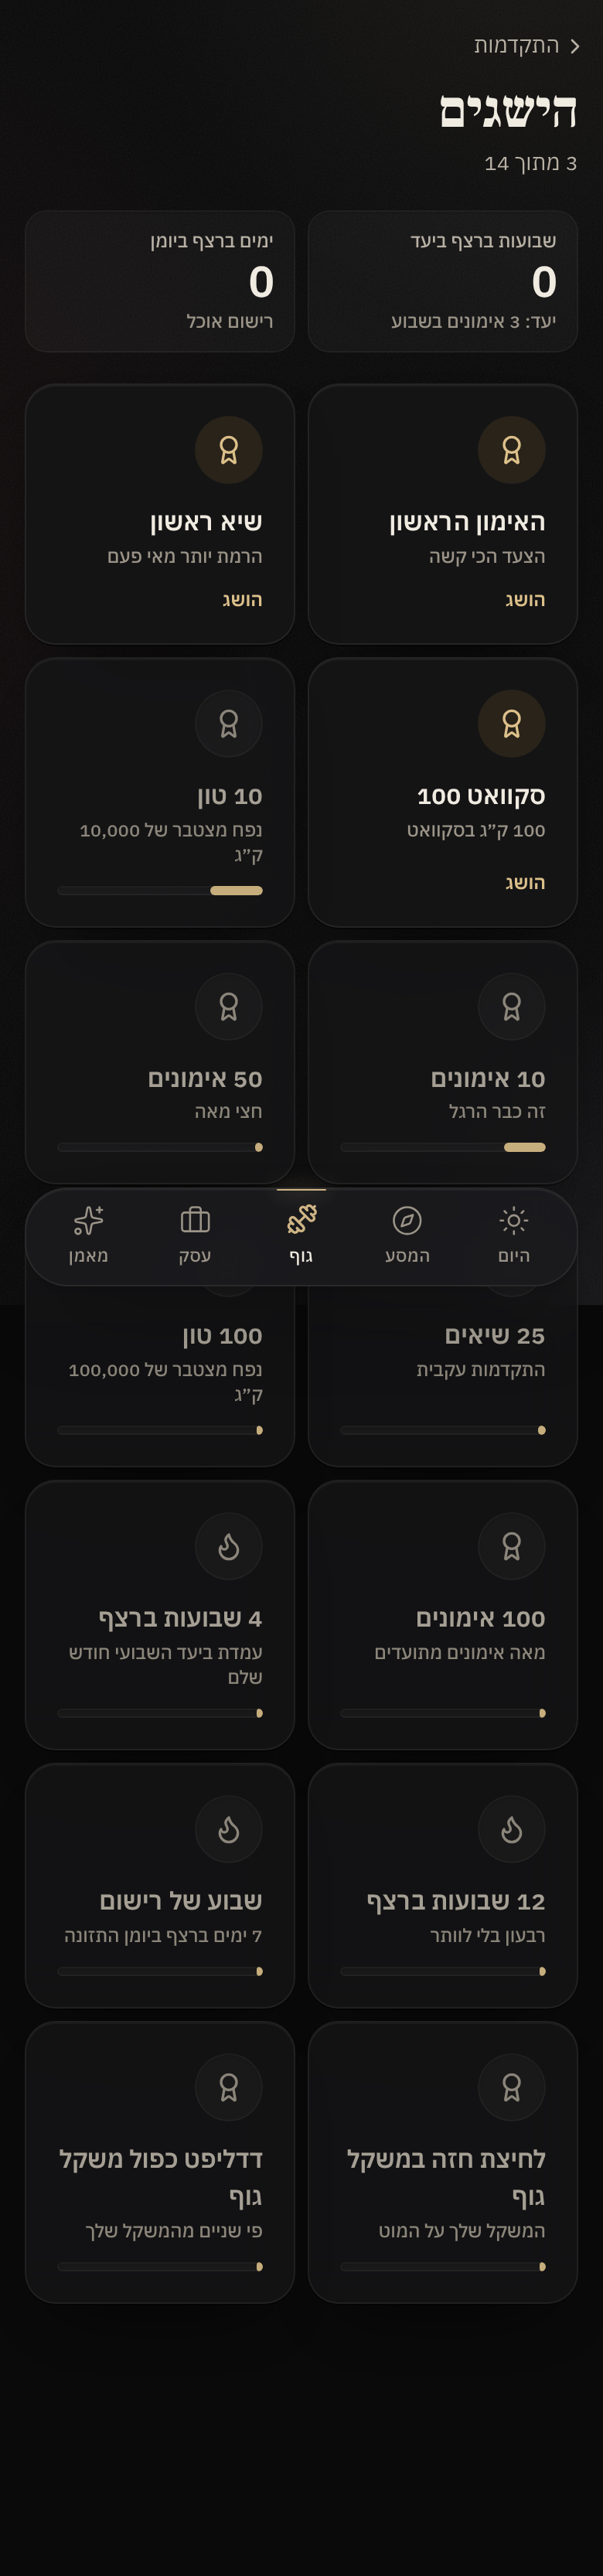 התקדמות
הישגים
3 מתוך 14
שבועות ברצף ביעד
0
יעד: 3 אימונים בשבוע
ימים ברצף ביומן
0
רישום אוכל
האימון הראשון
הצעד הכי קשה
הושג
שיא ראשון
הרמת יותר מאי פעם
הושג
סקוואט 100
100 ק״ג בסקוואט
הושג
10 טון
נפח מצטבר של 10,000
ק״ג
10 אימונים
זה כבר הרגל
50 אימונים
חצי מאה
היום
המסע
גוף
עסק
מאמן
25 שיאים
התקדמות עקבית
100 טון
נפח מצטבר של 100,000
ק״ג
100 אימונים
מאה אימונים מתועדים
4 שבועות ברצף
עמדת ביעד השבועי חודש
שלם
12 שבועות ברצף
רבעון בלי לוותר
שבוע של רישום
7 ימים ברצף ביומן התזונה
לחיצת חזה במשקל
גוף
המשקל שלך על המוט
דדליפט כפול משקל
גוף
פי שניים מהמשקל שלך